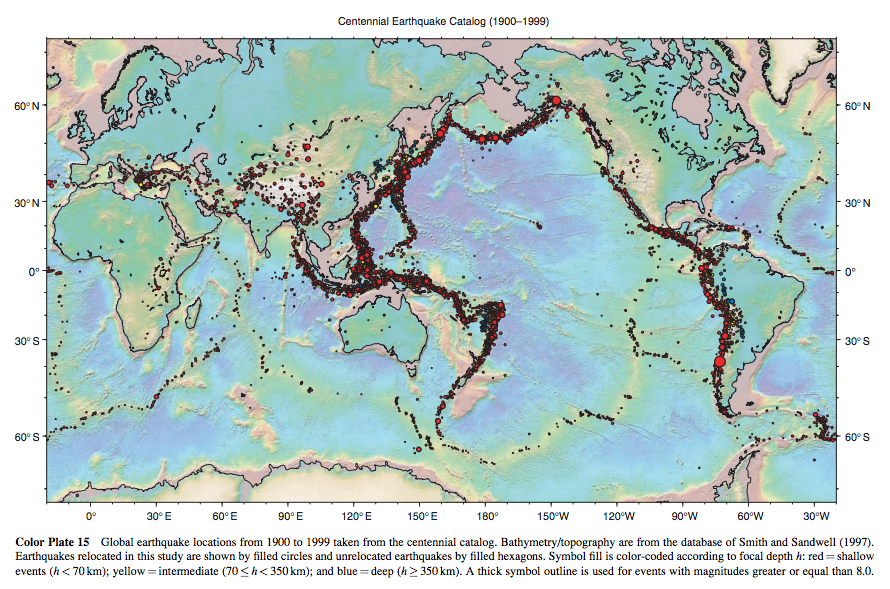 Centennial Earthquake Catalog (1900–1999)
60° N 60° N
30° N 30° N
0° 0°
30° S 30° S
60° S 60° S
0° 30° E 60° E 90° E 120° E 150° E 180° 150° W 120° W 90° W 60° W 30° W
Color Plate 15 Global earthquake locations from 1900 to 1999 taken from the centennial catalog. Bathymetry/topography are from the database of Smith and Sandwell (1997).
Earthquakes relocated in this study are shown by filled circles and unrelocated earthquakes by filled hexagons. Symbol fill is color-coded according to focal depth h: red = shallow
events (h < 70 km); yellow = intermediate (70 ≤ h < 350 km); and blue = deep (h ≥ 350 km). A thick symbol outline is used for events with magnitudes greater or equal than 8.0.